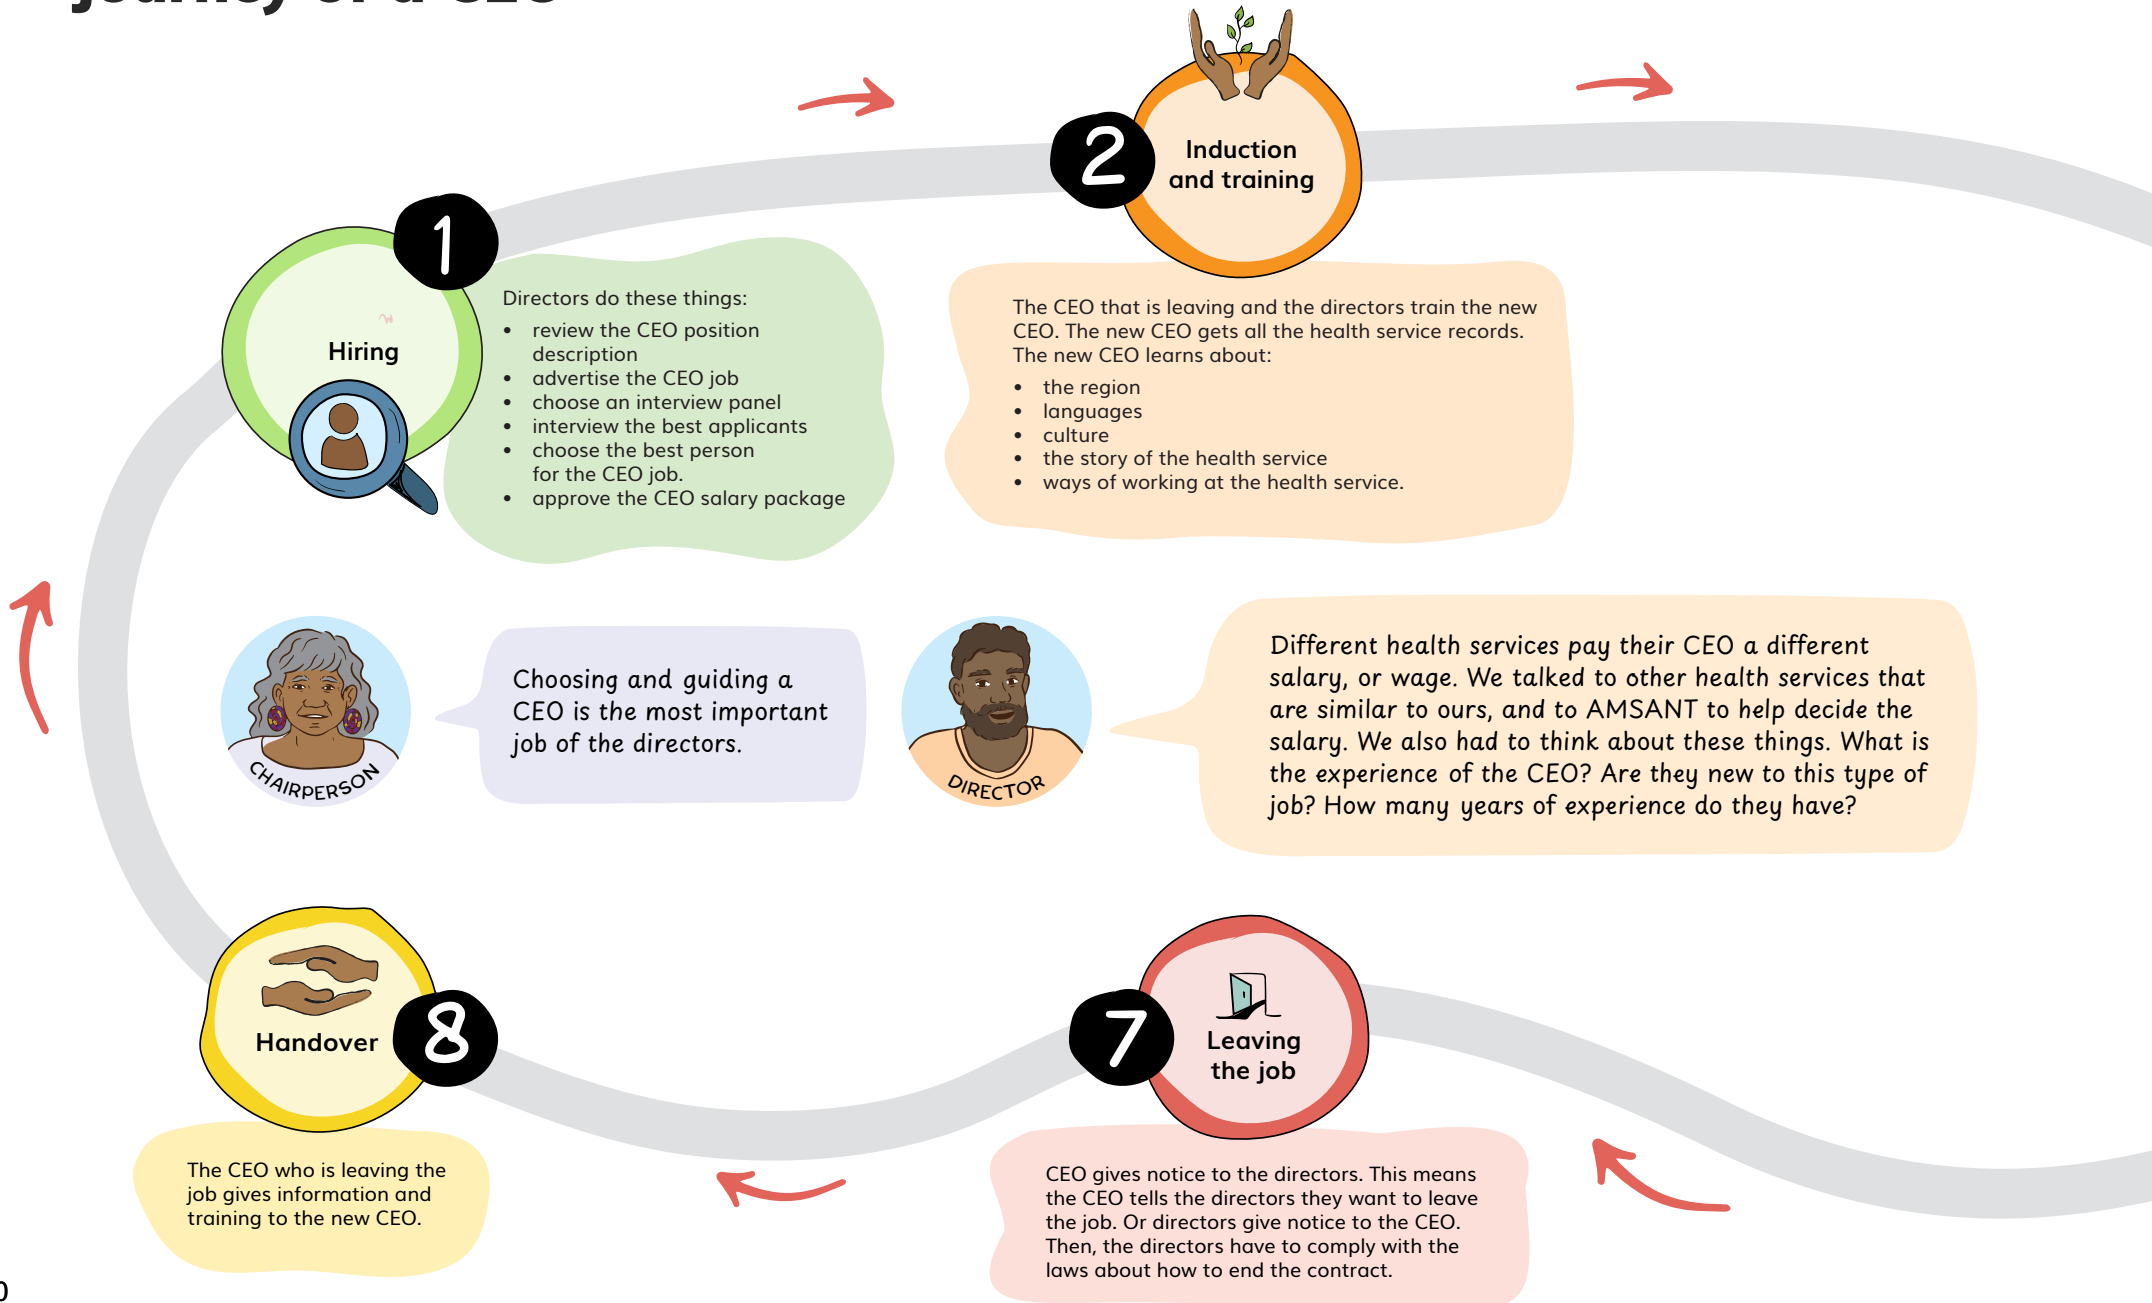 journey of a CEO
1
Hiring
Directors do these things:
• review the CEO position
description
• advertise the CEO job
• choose an interview panel
• interview the best applicants
• choose the best person
for the CEO job.
• approve the CEO salary package
2
Induction
and training
The CEO that is leaving and the directors train the new
CEO. The new CEO gets all the health service records.
The new CEO learns about:
• the region
• languages
• culture
• the story of the health service
• ways of working at the health service.
CHAIRPERSON
Choosing and guiding a
CEO is the most important
job of the directors.
DIRECTOR
Different health services pay their CEO a different
salary, or wage. We talked to other health services that
are similar to ours, and to AMSANT to help decide the
salary. We also had to think about these things. What is
the experience of the CEO? Are they new to this type of
job? How many years of experience do they have?
8
Handover
The CEO who is leaving the
job gives information and
training to the new CEO.
7
Leaving
the job
CEO gives notice to the directors. This means
the CEO tells the directors they want to leave
the job. Or directors give notice to the CEO.
Then, the directors have to comply with the
laws about how to end the contract.
0